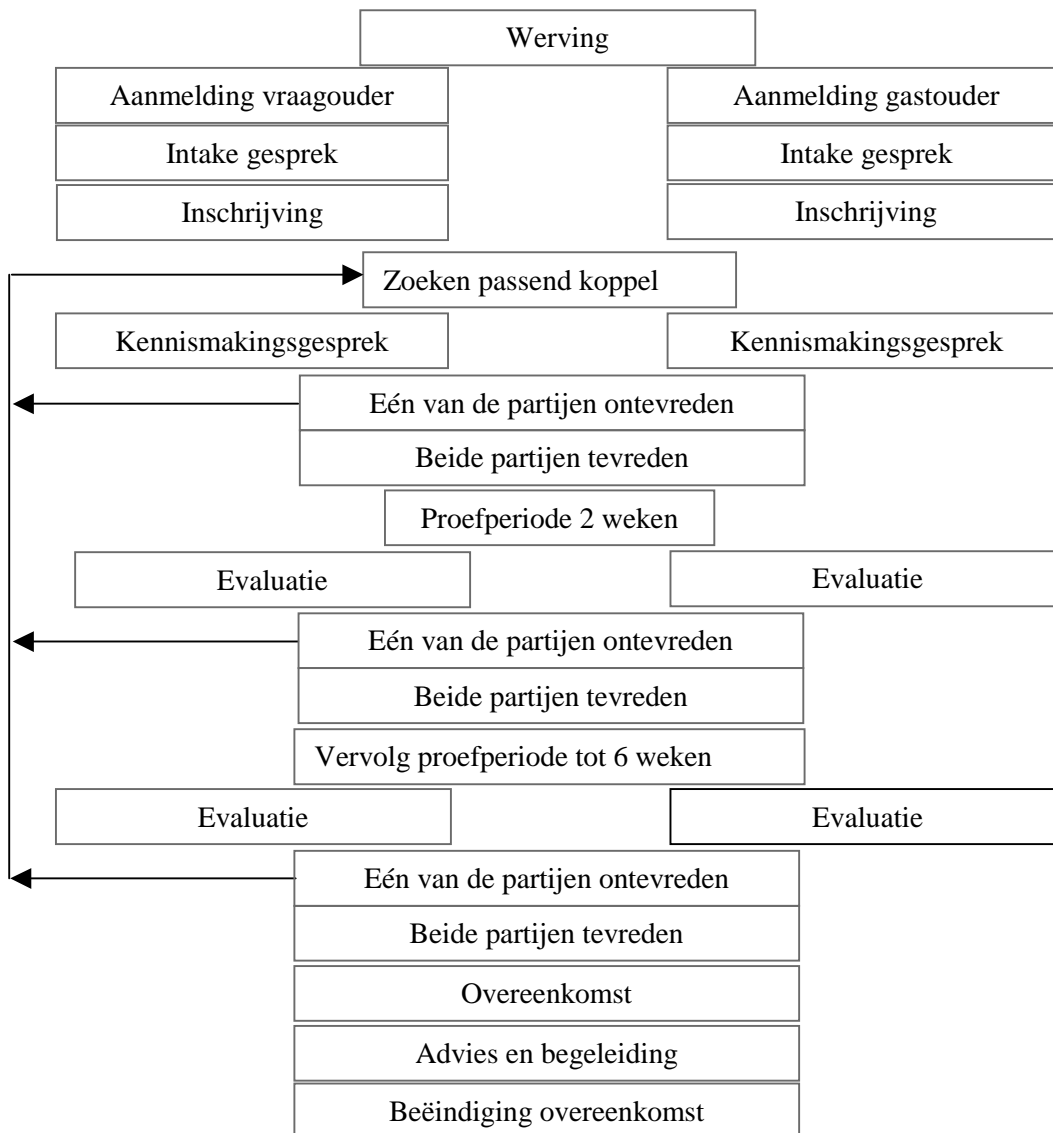 Werving
Aanmelding vraagouder
Aanmelding gastouder
Intake gesprek
Intake gesprek
Inschrijving
Inschrijving
Zoeken passend koppel
Kennismakingsgesprek
Kennismakingsgesprek
Eén van de partijen ontevreden
Beide partijen tevreden
Proefperiode 2 weken
Evaluatie
Evaluatie
Eén van de partijen ontevreden
Beide partijen tevreden
Vervolg proefperiode tot 6 weken
Evaluatie
Evaluatie
Eén van de partijen ontevreden
Beide partijen tevreden
Overeenkomst
Advies en begeleiding
Beëindiging overeenkomst